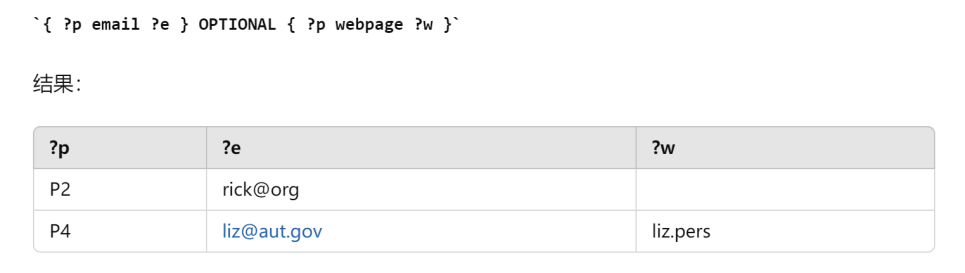 `{ ?p email ?e } OPTIONAL { ?p webpage ?w }`
结果：
?p ?e ?w
P2 rick@org
P4 liz@aut.gov liz.pers